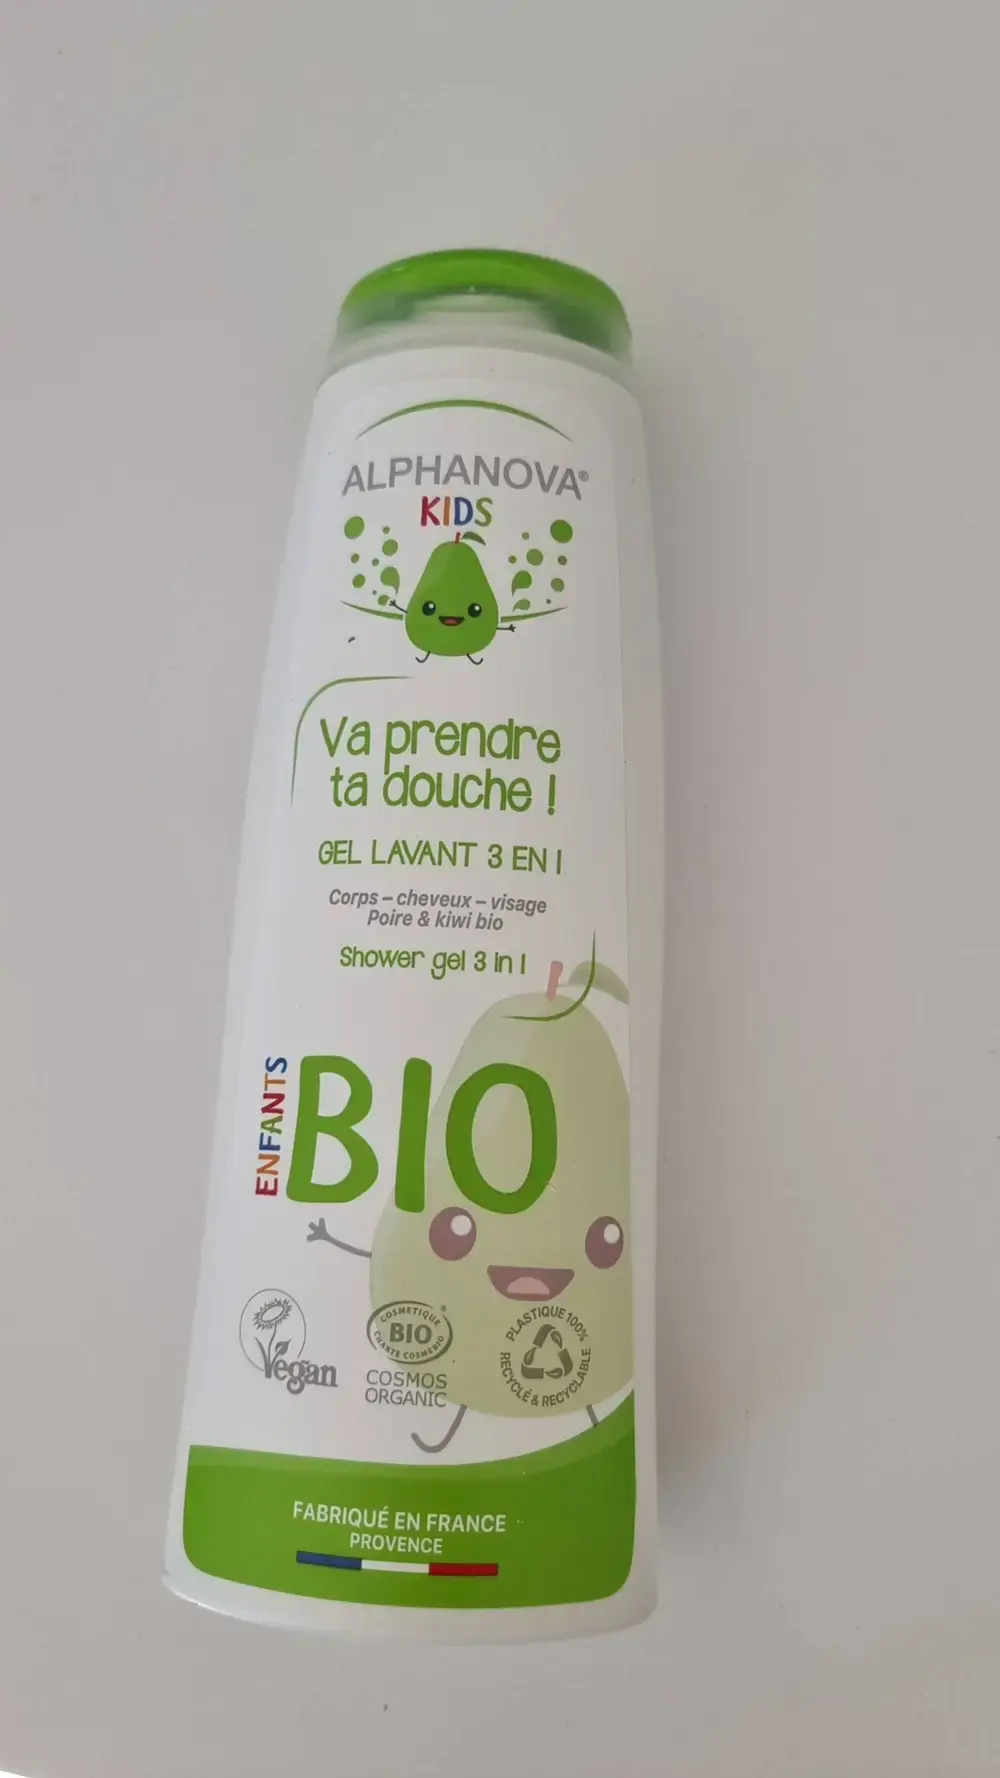 ALPHANOVA®
KIDS
Va prendre
ta douche !
GEL LAVANT 3 EN 1
Corps – cheveux – visage
Poire & kiwi bio
Shower gel 3 in 1
ENFANTS
BIO
Vegan
COSMETIQUE
BIO
CHARTE COSMEBIO
®
COSMOS
ORGANIC
PLASTIQUE 100%
RECYCLÉ & RECYCLABLE
FABRIQUÉ EN FRANCE
PROVENCE